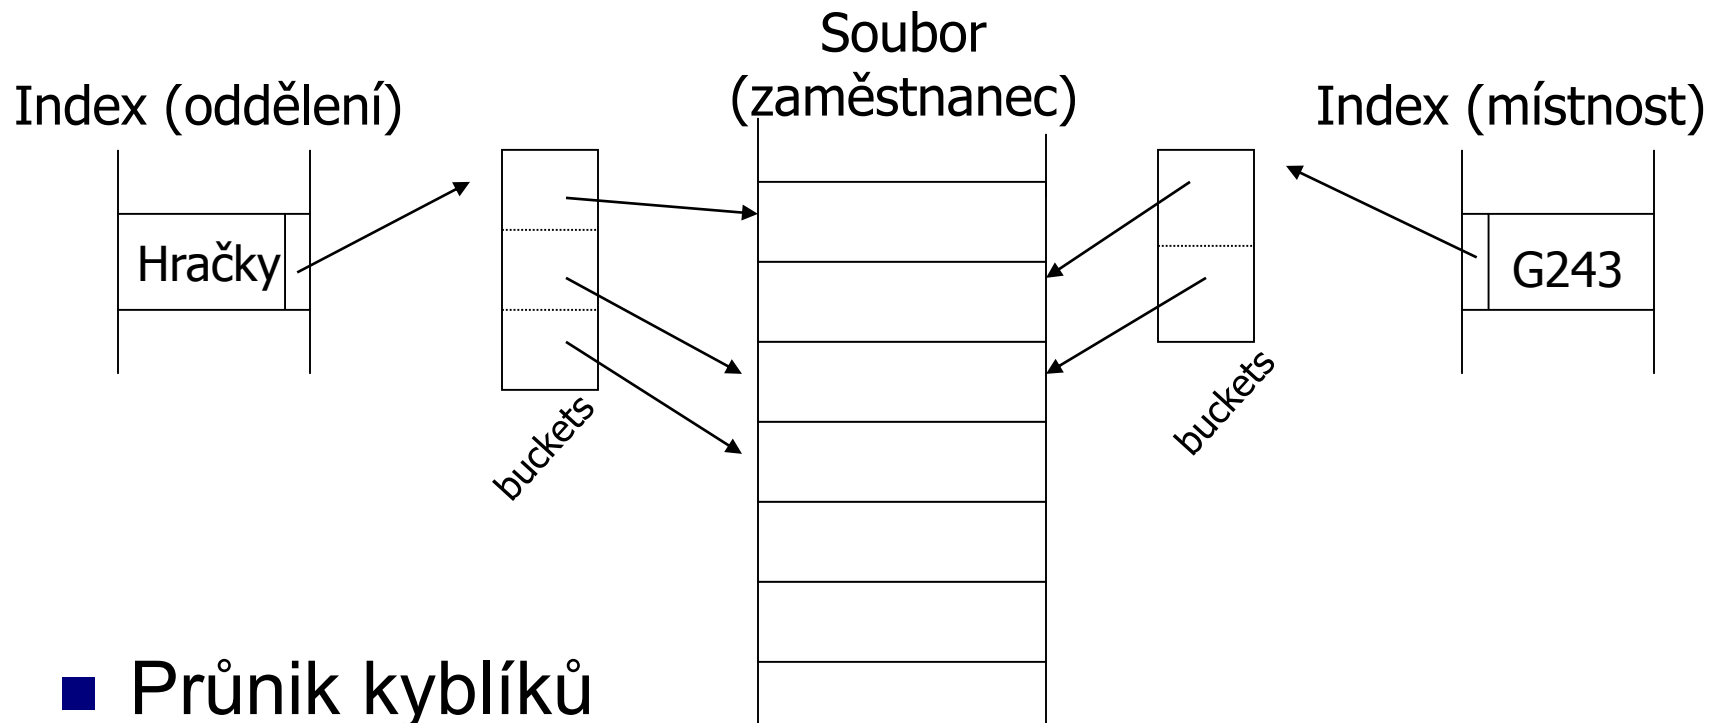 Soubor
(zaměstnanec)
Index (oddělení)
Index (místnost)
Hračky
G243
buckets
buckets
Průnik kyblíků